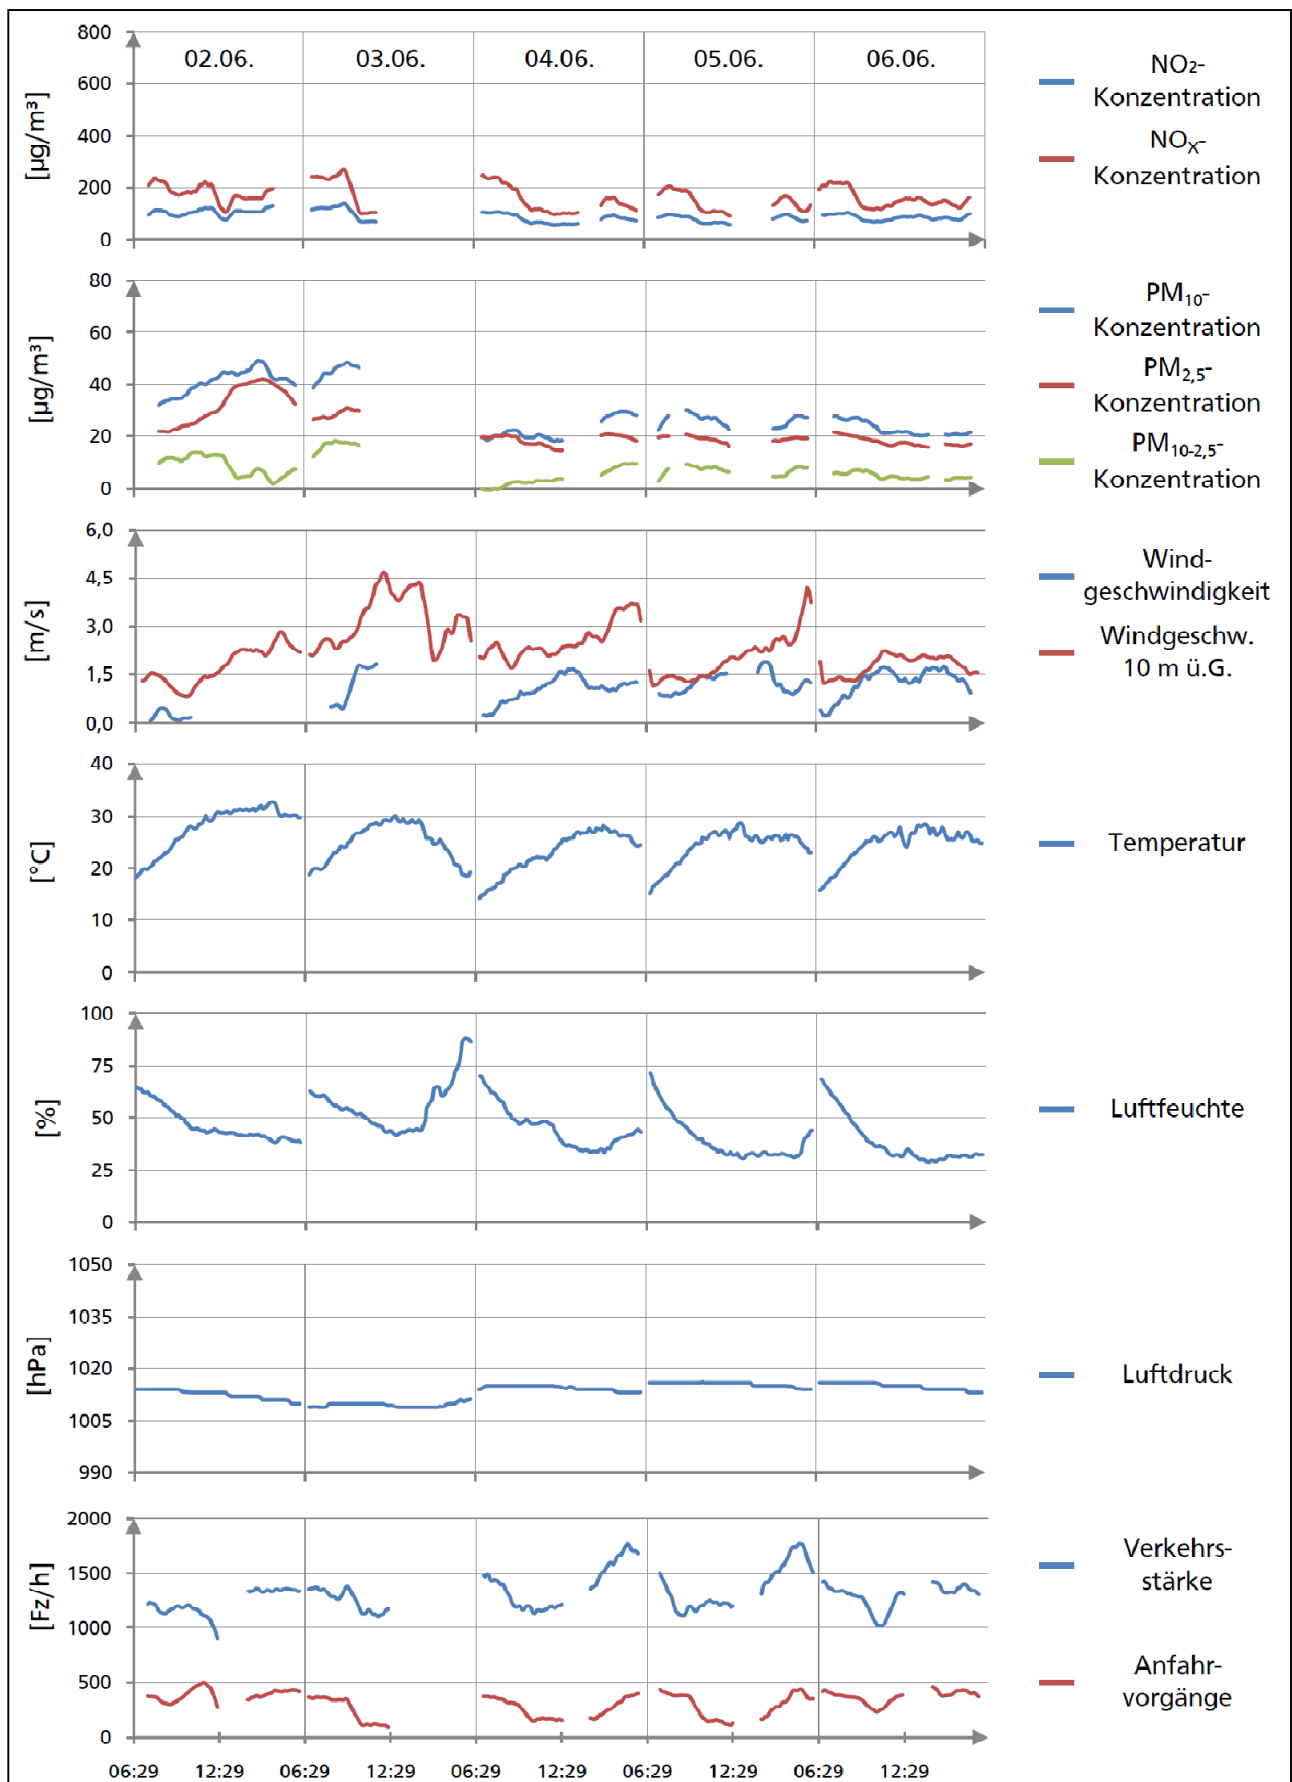 800
02.06.
03.06.
04.06.
05.06.
06.06.
600
400
200
0
[µg/m³]
NO₂-
Konzentration
NOₓ-
Konzentration
80
60
40
20
0
[µg/m³]
PM₁₀-
Konzentration
PM₂,₅-
Konzentration
PM₁₀₋₂,₅-
Konzentration
6,0
4,5
3,0
1,5
0,0
[m/s]
Wind-
geschwindigkeit
Windgeschw.
10 m ü.G.
40
30
20
10
0
[°C]
Temperatur
100
75
50
25
0
[%]
Luftfeuchte
1050
1035
1020
1005
990
[hPa]
Luftdruck
2000
1500
1000
500
0
[Fz/h]
Verkehrs-
stärke
Anfahr-
vorgänge
06:29 12:29 06:29 12:29 06:29 12:29 06:29 12:29 06:29 12:29